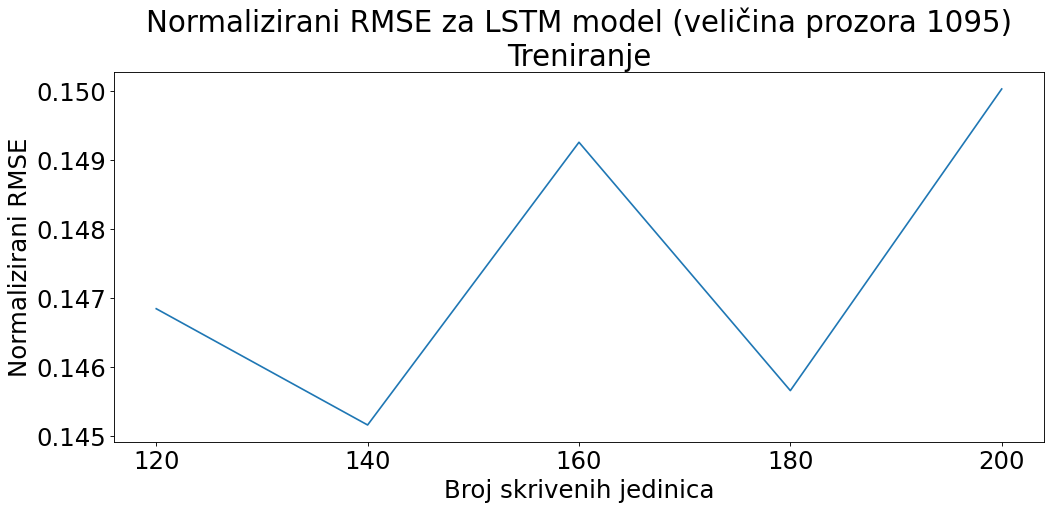 Normalizirani RMSE za LSTM model (veličina prozora 1095)
Treniranje
Normalizirani RMSE
0.150
0.149
0.148
0.147
0.146
0.145
120 140 160 180 200
Broj skrivenih jedinica